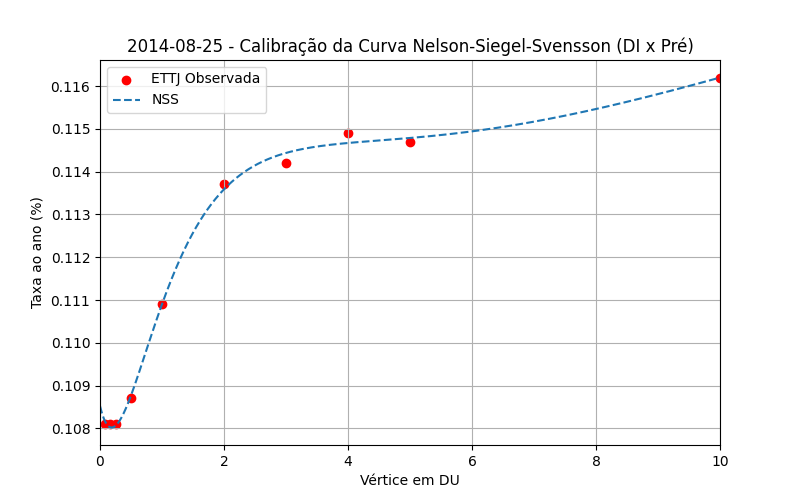 2014-08-25 - Calibração da Curva Nelson-Siegel-Svensson (DI x Pré)
ETTJ Observada
NSS
Taxa ao ano (%)
0.116
0.115
0.114
0.113
0.112
0.111
0.110
0.109
0.108
0 2 4 6 8 10
Vértice em DU